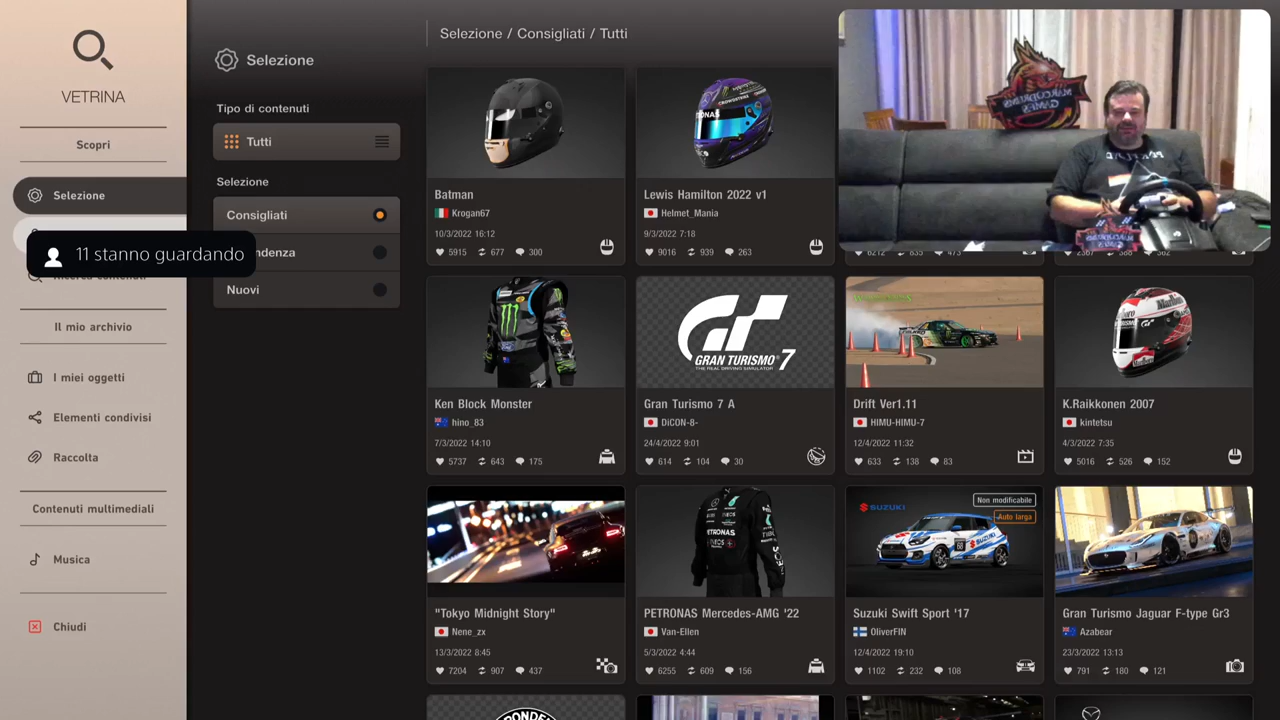 VETRINA
Scopri
Selezione
11 stanno guardando
Il mio archivio
I miei oggetti
Elementi condivisi
Raccolta
Contenuti multimediali
Musica
Chiudi
Selezione
Tipo di contenuti
Tutti
Selezione
Consigliati
Nuovi
Selezione / Consigliati / Tutti
Batman
Krogan67
10/3/2022 16:12
5915 677 300
Lewis Hamilton 2022 v1
Helmet_Mania
9/3/2022 7:18
9016 939 263
Ken Block Monster
hino_83
7/3/2022 14:10
5737 643 175
GRAN TURISMO 7
THE REAL DRIVING SIMULATOR
Gran Turismo 7 A
DiCON-8-
24/4/2022 9:01
614 104 30
Drift Ver1.11
HIMU-HIMU-7
12/4/2022 11:32
633 138 83
K.Raikkonen 2007
kintetsu
4/3/2022 7:35
5016 526 152
"Tokyo Midnight Story"
Nene_zx
13/3/2022 8:45
7204 907 437
PETRONAS
INEOS
PETRONAS Mercedes-AMG '22
Van-Ellen
5/3/2022 4:44
6255 609 156
SUZUKI
Non modificabile
Auto larga
Suzuki Swift Sport '17
OliverFIN
12/4/2022 19:10
1102 232 108
Gran Turismo Jaguar F-type Gr3
Azabear
23/3/2022 13:13
791 180 121